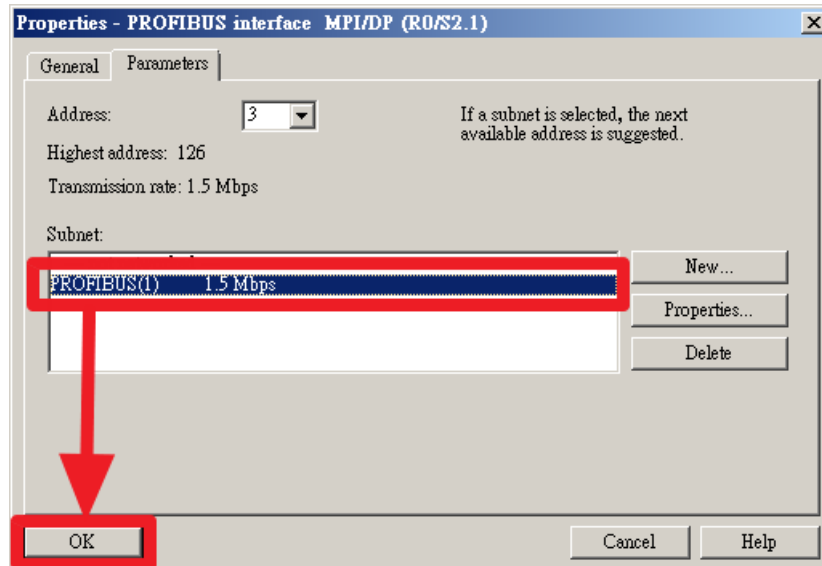 Properties - PROFIBUS interface MPI/DP (R0/S2.1)
General Parameters
Address: 3
If a subnet is selected, the next
available address is suggested.
Highest address: 126
Transmission rate: 1.5 Mbps
Subnet:
PROFIBUS(1) 1.5 Mbps
New...
Properties...
Delete
OK Cancel Help